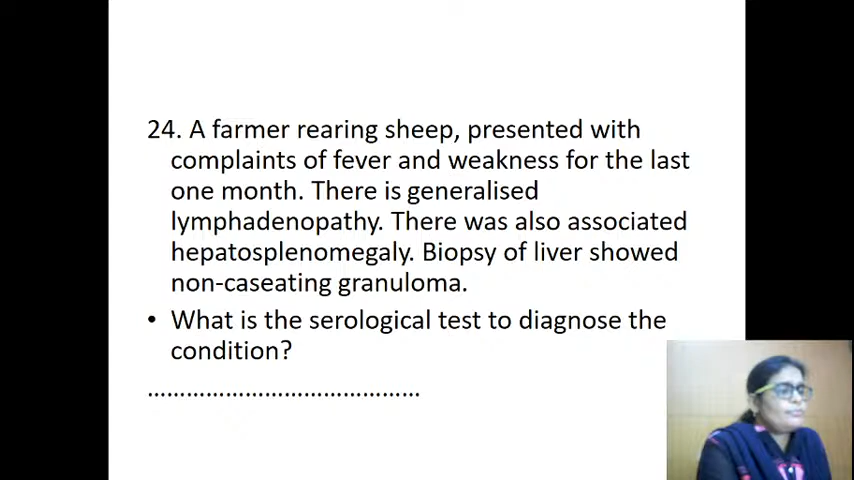 24. A farmer rearing sheep, presented with
complaints of fever and weakness for the last
one month. There is generalised
lymphadenopathy. There was also associated
hepatosplenomegaly. Biopsy of liver showed
non-caseating granuloma.
• What is the serological test to diagnose the
condition?
…………………………………….